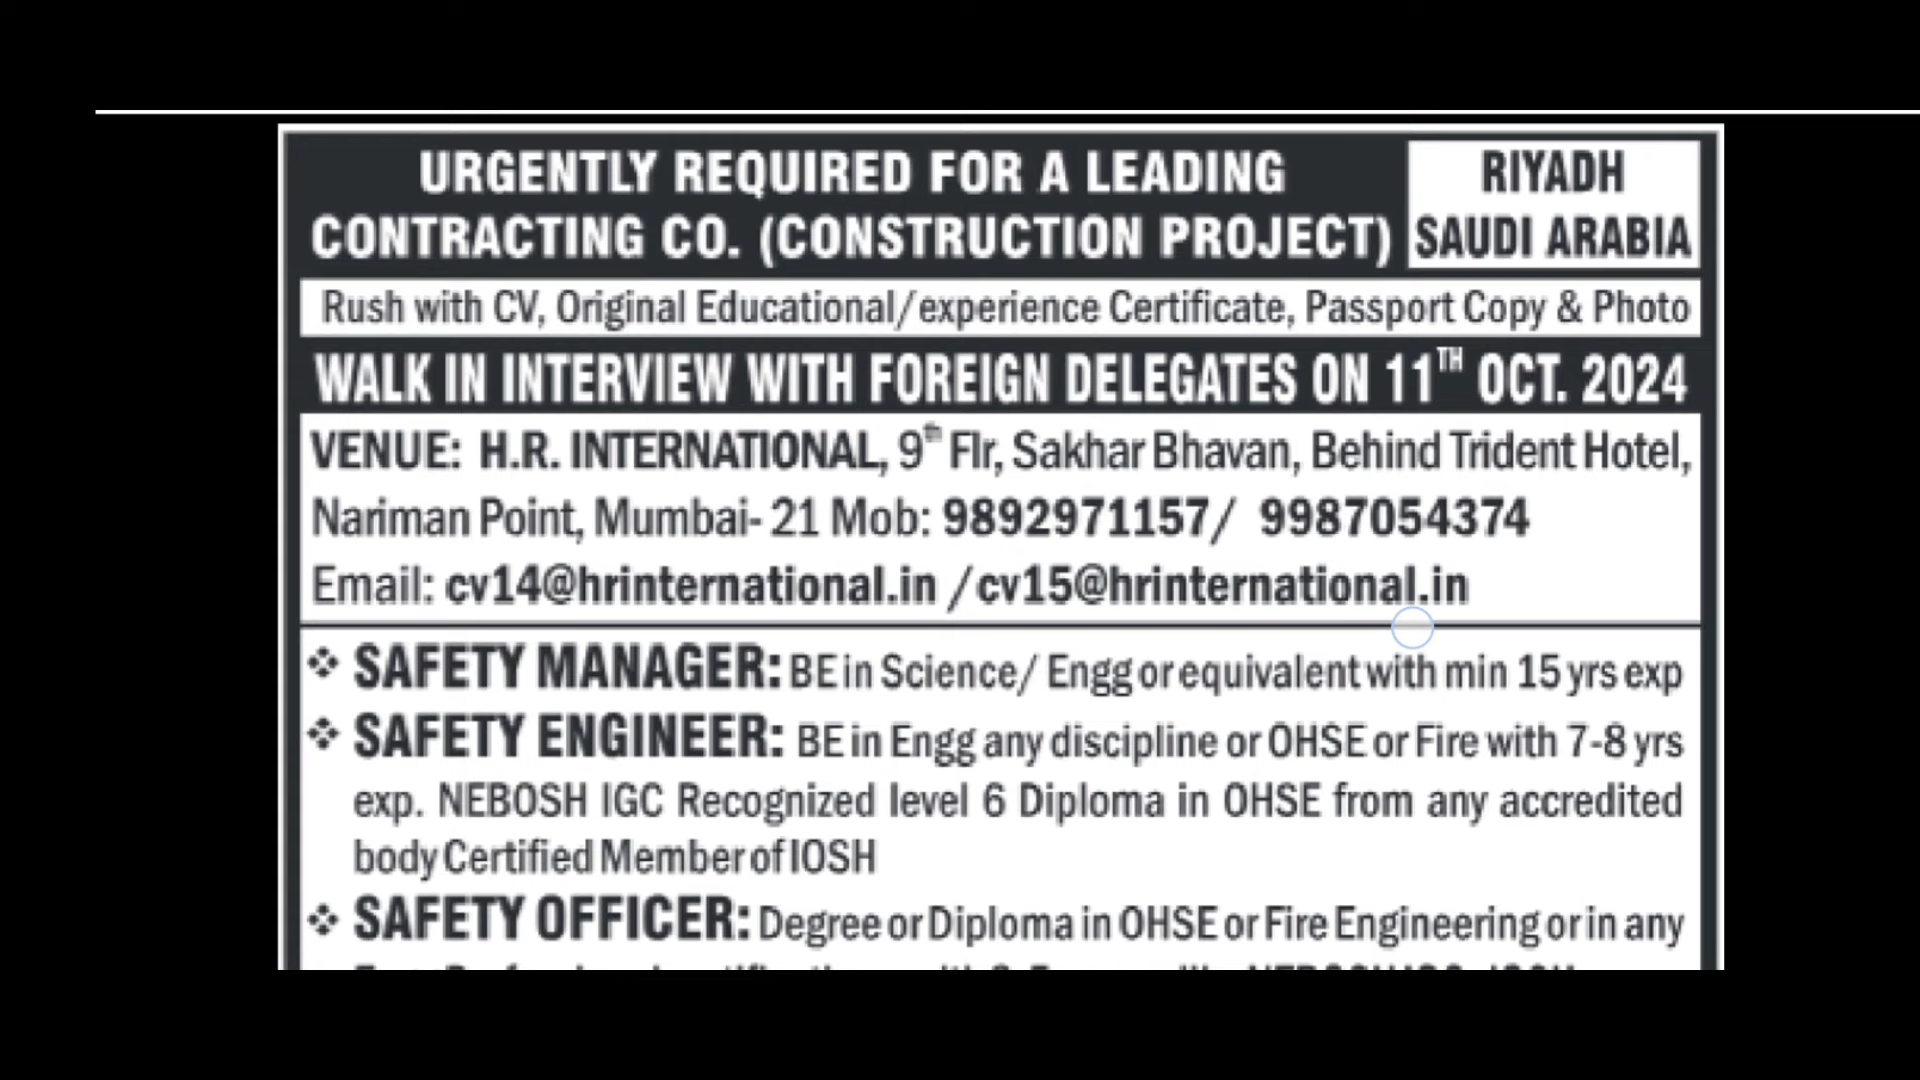 URGENTLY REQUIRED FOR A LEADING
CONTRACTING CO. (CONSTRUCTION PROJECT)
RIYADH
SAUDI ARABIA
Rush with CV, Original Educational/experience Certificate, Passport Copy & Photo
WALK IN INTERVIEW WITH FOREIGN DELEGATES ON 11TH OCT. 2024
VENUE: H.R. INTERNATIONAL, 9th Flr, Sakhar Bhavan, Behind Trident Hotel,
Nariman Point, Mumbai- 21 Mob: 9892971157/ 9987054374
Email: cv14@hrinternational.in /cv15@hrinternational.in
❖ SAFETY MANAGER: BE in Science/ Engg or equivalent with min 15 yrs exp
❖ SAFETY ENGINEER: BE in Engg any discipline or OHSE or Fire with 7-8 yrs
exp. NEBOSH IGC Recognized level 6 Diploma in OHSE from any accredited
body Certified Member of IOSH
❖ SAFETY OFFICER: Degree or Diploma in OHSE or Fire Engineering or in any